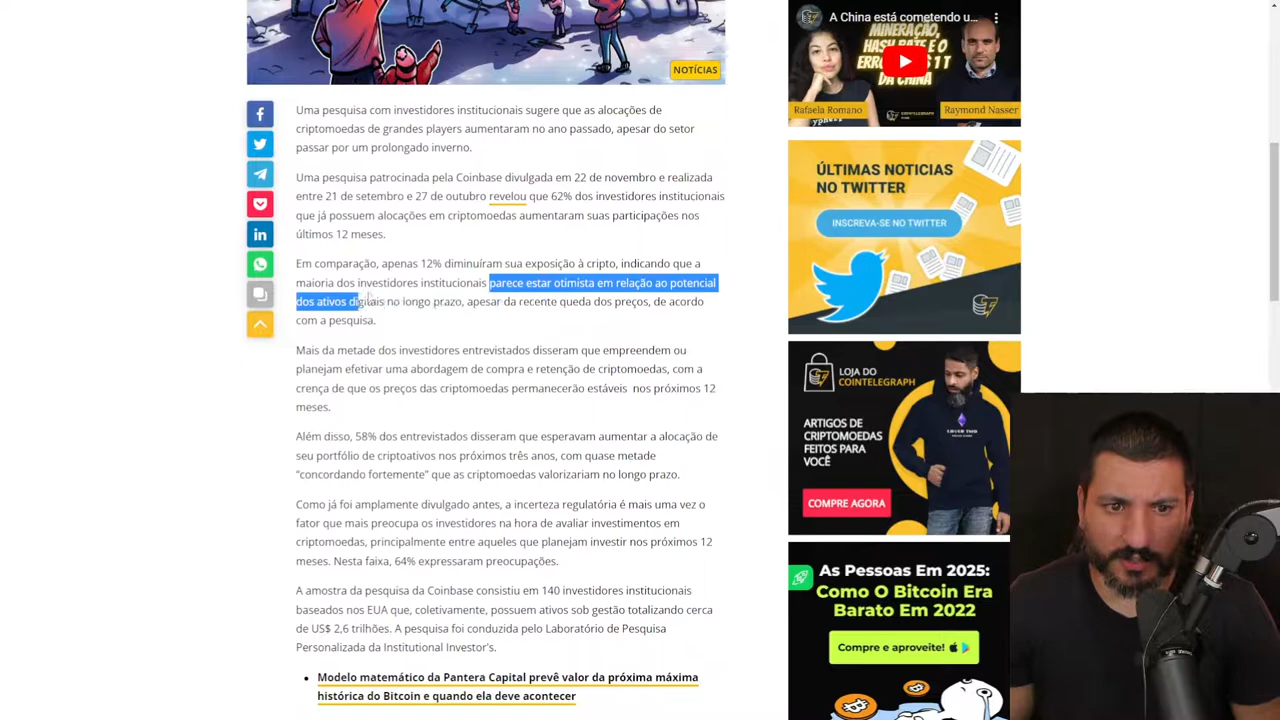 NOTÍCIAS
Uma pesquisa com investidores institucionais sugere que as alocações de
criptomoedas de grandes players aumentaram no ano passado, apesar do setor
passar por um prolongado inverno.
Uma pesquisa patrocinada pela Coinbase divulgada em 22 de novembro e realizada
entre 21 de setembro e 27 de outubro revelou que 62% dos investidores institucionais
que já possuem alocações em criptomoedas aumentaram suas participações nos
últimos 12 meses.
Em comparação, apenas 12% diminuíram sua exposição à cripto, indicando que a
maioria dos investidores institucionais parece estar otimista em relação ao potencial
dos ativos digitais no longo prazo, apesar da recente queda dos preços, de acordo
com a pesquisa.
Mais da metade dos investidores entrevistados disseram que empreendem ou
planejam efetivar uma abordagem de compra e retenção de criptomoedas, com a
crença de que os preços das criptomoedas permanecerão estáveis nos próximos 12
meses.
Além disso, 58% dos entrevistados disseram que esperavam aumentar a alocação de
seu portfólio de criptoativos nos próximos três anos, com quase metade
“concordando fortemente” que as criptomoedas valorizariam no longo prazo.
Como já foi amplamente divulgado antes, a incerteza regulatória é mais uma vez o
fator que mais preocupa os investidores na hora de avaliar investimentos em
criptomoedas, principalmente entre aqueles que planejam investir nos próximos 12
meses. Nesta faixa, 64% expressaram preocupações.
A amostra da pesquisa da Coinbase consistiu em 140 investidores institucionais
baseados nos EUA que, coletivamente, possuem ativos sob gestão totalizando cerca
de US$ 2,6 trilhões. A pesquisa foi conduzida pelo Laboratório de Pesquisa
Personalizada da Institutional Investor's.
Modelo matemático da Pantera Capital prevê valor da próxima máxima
histórica do Bitcoin e quando ela deve acontecer
A China está cometendo u...
MINERAÇÃO,
HASH RATE E O
DA CHINA
Rafaela Romano
Raymond Nasser
ÚLTIMAS NOTICIAS
NO TWITTER
INSCREVA-SE NO TWITTER
LOJA DO
COINTELEGRAPH
ARTIGOS DE
CRIPTOMOEDAS
FEITOS PARA
VOCÊ
COMPRE AGORA
As Pessoas Em 2025:
Como O Bitcoin Era
Barato Em 2022
Compre e aproveite!